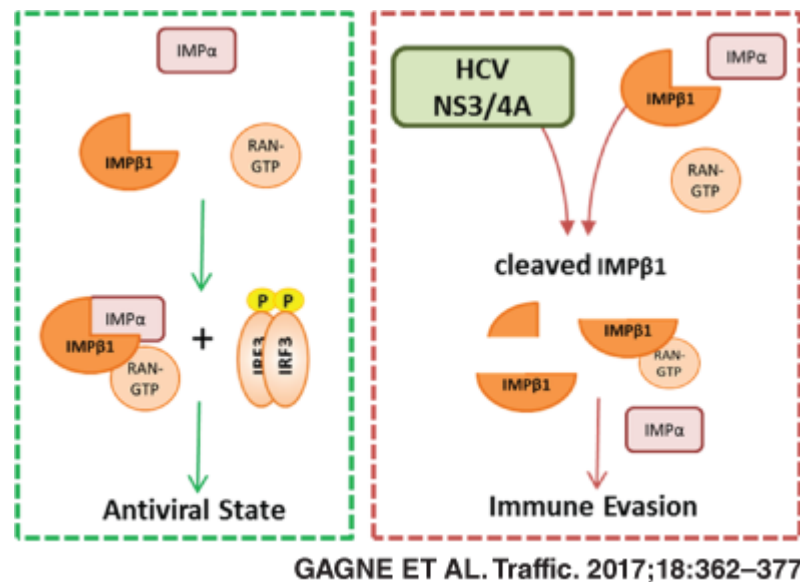 IMPα
IMPβ1
RAN-
GTP
IMPα
IMPβ1
RAN-
GTP
+
P P
IRF3 IRF3
Antiviral State
HCV
NS3/4A
IMPα
IMPβ1
RAN-
GTP
cleaved IMPβ1
IMPβ1
RAN-
GTP
IMPβ1
IMPα
Immune Evasion
GAGNE ET AL. Traffic. 2017;18:362–377